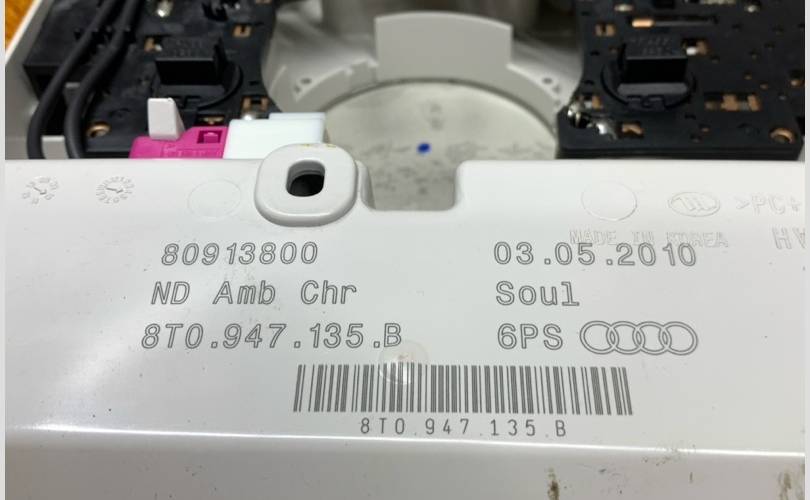 >PC+
MADE IN KOREA
80913800 03.05.2010
ND Amb Chr Soul
8T0.947.135.B 6PS
8T0.947.135.B